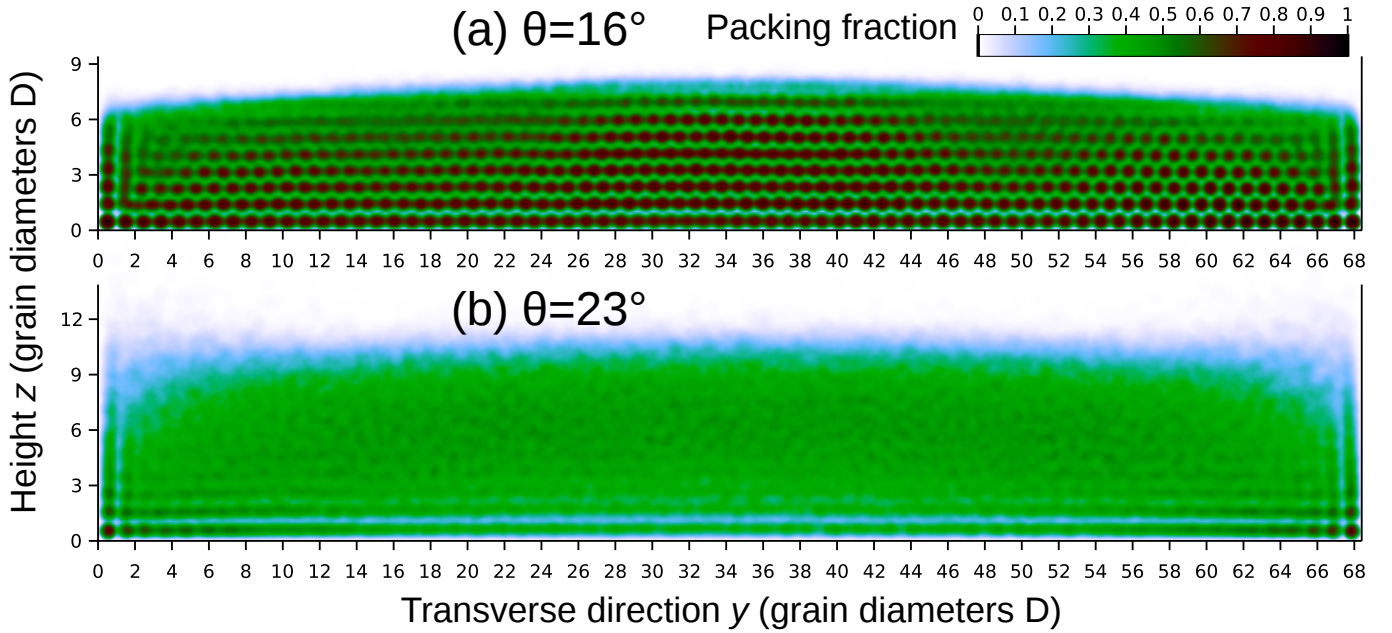 (a) θ=16° Packing fraction
0 0.1 0.2 0.3 0.4 0.5 0.6 0.7 0.8 0.9 1
9
6
3
0
0 2 4 6 8 10 12 14 16 18 20 22 24 26 28 30 32 34 36 38 40 42 44 46 48 50 52 54 56 58 60 62 64 66 68
Height z (grain diameters D)
(b) θ=23°
12
9
6
3
0
0 2 4 6 8 10 12 14 16 18 20 22 24 26 28 30 32 34 36 38 40 42 44 46 48 50 52 54 56 58 60 62 64 66 68
Transverse direction y (grain diameters D)